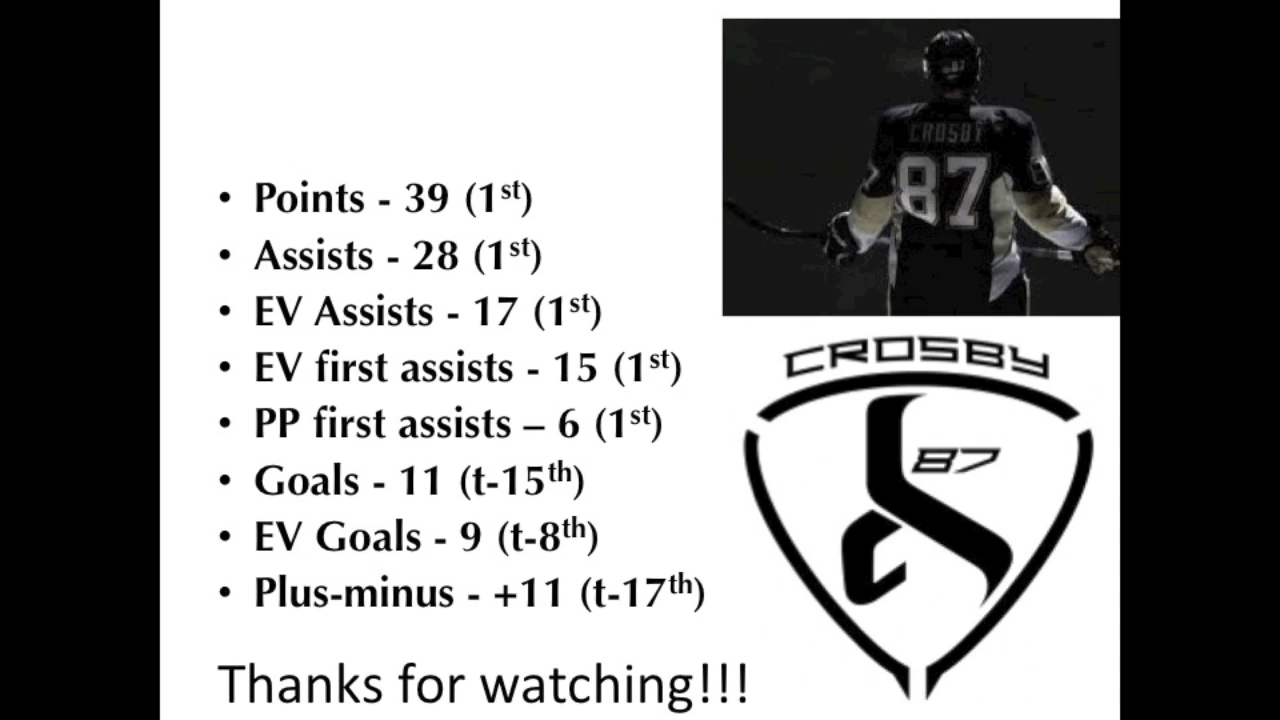 • Points - 39 (1st)
• Assists - 28 (1st)
• EV Assists - 17 (1st)
• EV first assists - 15 (1st)
• PP first assists – 6 (1st)
• Goals - 11 (t-15th)
• EV Goals - 9 (t-8th)
• Plus-minus - +11 (t-17th)
Thanks for watching!!!
87
CROSBY
87
CROSBY
87